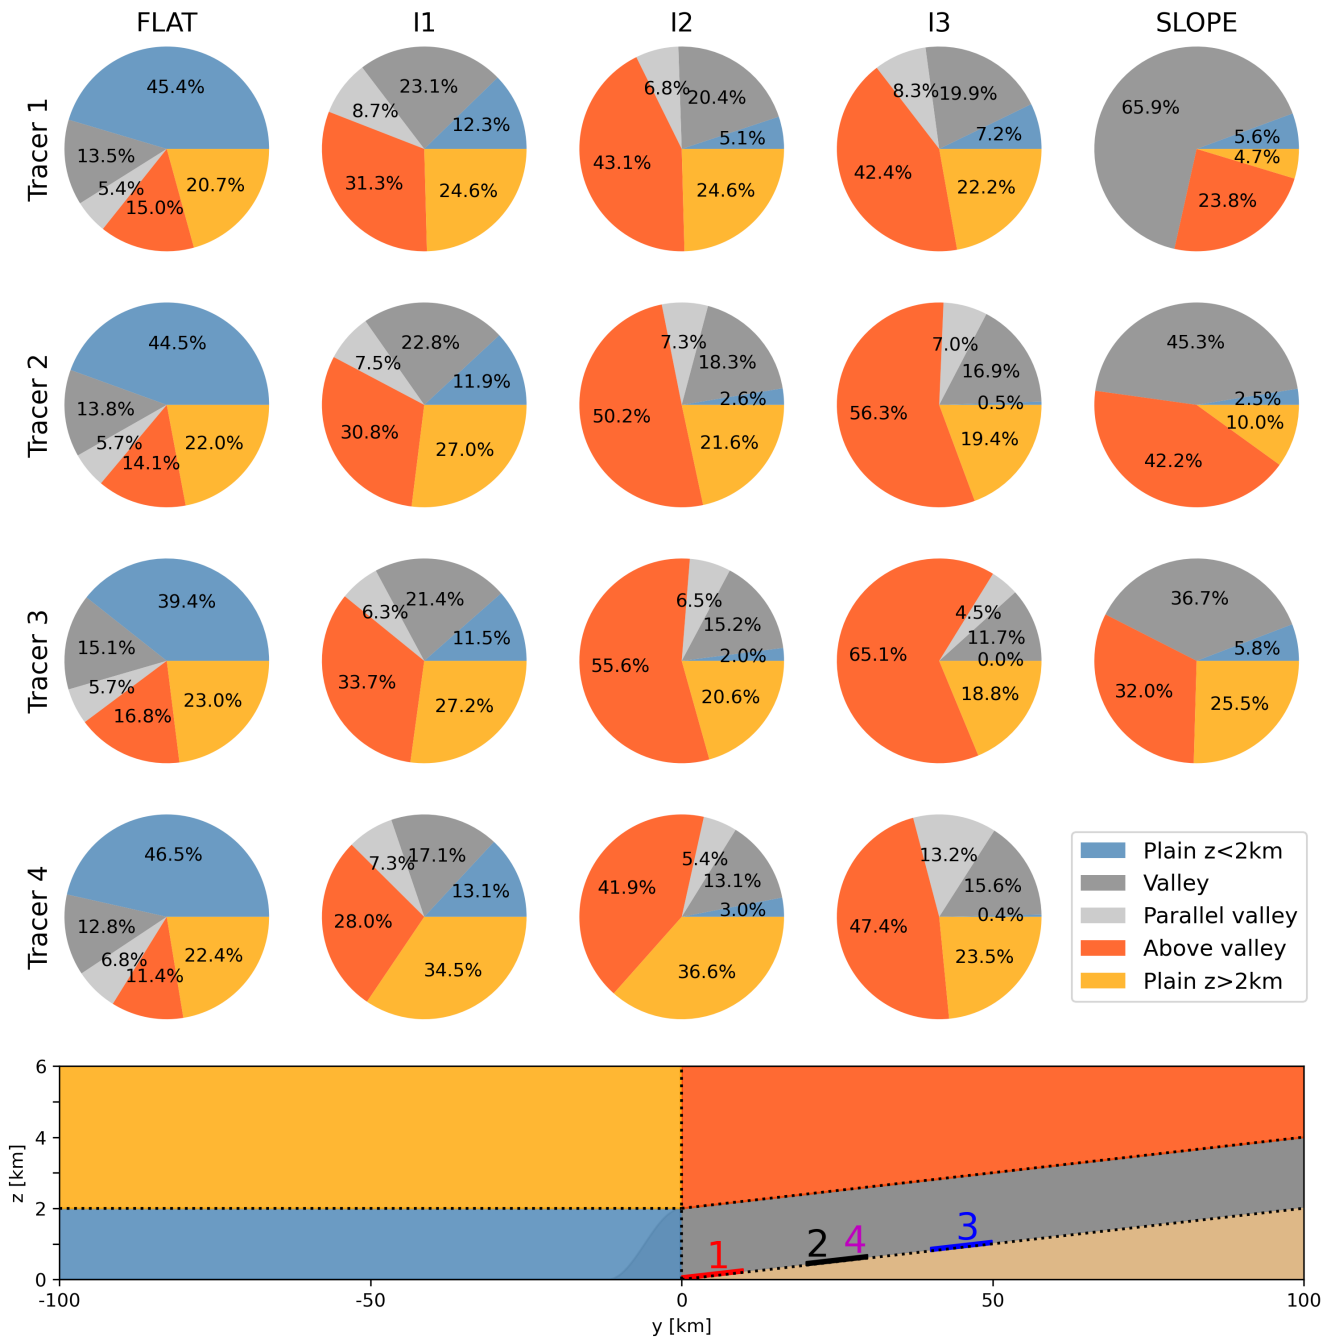 FLAT I1 I2 I3 SLOPE
Tracer 1
45.4% 13.5% 5.4% 15.0% 20.7%
12.3% 23.1% 8.7% 31.3% 24.6%
5.1% 20.4% 6.8% 43.1% 24.6%
7.2% 19.9% 8.3% 42.4% 22.2%
5.6% 65.9% 23.8% 4.7%
Tracer 2
44.5% 13.8% 5.7% 14.1% 22.0%
11.9% 22.8% 7.5% 30.8% 27.0%
2.6% 18.3% 7.3% 50.2% 21.6%
0.5% 16.9% 7.0% 56.3% 19.4%
2.5% 45.3% 42.2% 10.0%
Tracer 3
39.4% 15.1% 5.7% 16.8% 23.0%
11.5% 21.4% 6.3% 33.7% 27.2%
2.0% 15.2% 6.5% 55.6% 20.6%
0.0% 11.7% 4.5% 65.1% 18.8%
5.8% 36.7% 32.0% 25.5%
Tracer 4
46.5% 12.8% 6.8% 11.4% 22.4%
13.1% 17.1% 7.3% 28.0% 34.5%
3.0% 13.1% 5.4% 41.9% 36.6%
0.4% 15.6% 13.2% 47.4% 23.5%
Plain z<2km
Valley
Parallel valley
Above valley
Plain z>2km
z [km]
6
4
2
0
1 2 4 3
-100 -50 0 50 100
y [km]